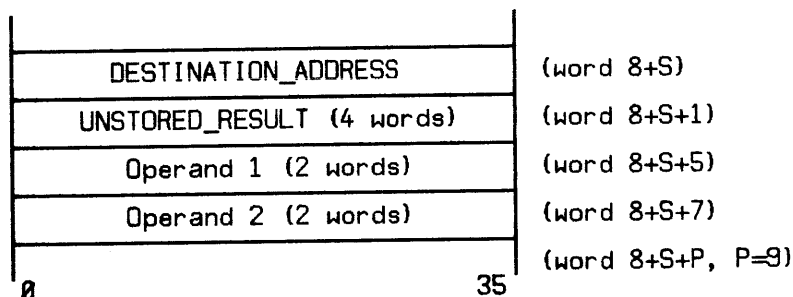 DESTINATION_ADDRESS (word 8+S)
UNSTORED_RESULT (4 words) (word 8+S+1)
Operand 1 (2 words) (word 8+S+5)
Operand 2 (2 words) (word 8+S+7)
(word 8+S+P, P=9)
0 35